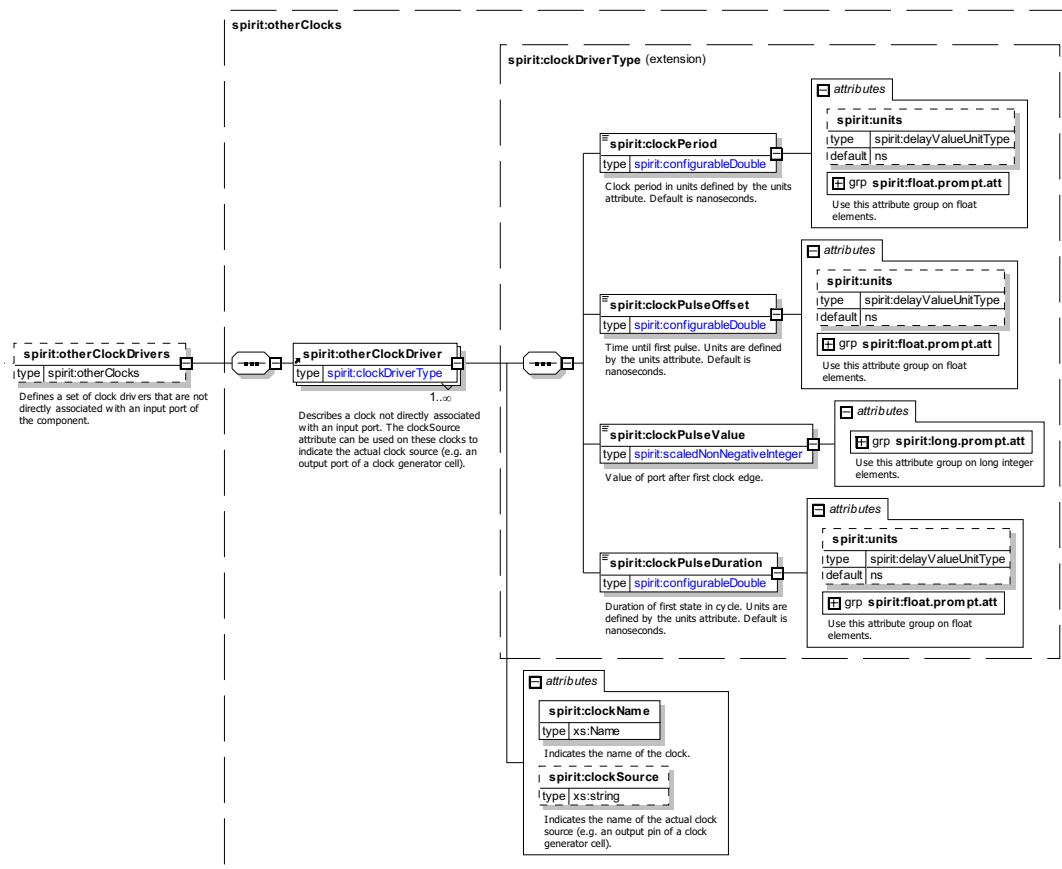 spirit:otherClocks
spirit:clockDriverType (extension)
attributes
spirit:units
type spirit:delayValueUnitType
default ns
grp spirit:float.prompt.att
Use this attribute group on float
elements.
spirit:clockPeriod
type spirit:configurableDouble
Clock period in units defined by the units
attribute. Default is nanoseconds.
attributes
spirit:units
type spirit:delayValueUnitType
default ns
grp spirit:float.prompt.att
Use this attribute group on float
elements.
spirit:clockPulseOffset
type spirit:configurableDouble
Time until first pulse. Units are defined
by the units attribute. Default is
nanoseconds.
spirit:otherClockDrivers
type spirit:otherClocks
Defines a set of clock drivers that are not
directly associated with an input port of
the component.
spirit:otherClockDriver
type spirit:clockDriverType
1..∞
Describes a clock not directly associated
with an input port. The clockSource
attribute can be used on these clocks to
indicate the actual clock source (e.g. an
output port of a clock generator cell).
attributes
grp spirit:long.prompt.att
Use this attribute group on long integer
elements.
spirit:clockPulseValue
type spirit:scaledNonNegativeInteger
Value of port after first clock edge.
attributes
spirit:units
type spirit:delayValueUnitType
default ns
grp spirit:float.prompt.att
Use this attribute group on float
elements.
spirit:clockPulseDuration
type spirit:configurableDouble
Duration of first state in cycle. Units are
defined by the units attribute. Default is
nanoseconds.
attributes
spirit:clockName
type xs:Name
Indicates the name of the clock.
spirit:clockSource
type xs:string
Indicates the name of the actual clock
source (e.g. an output pin of a clock
generator cell).